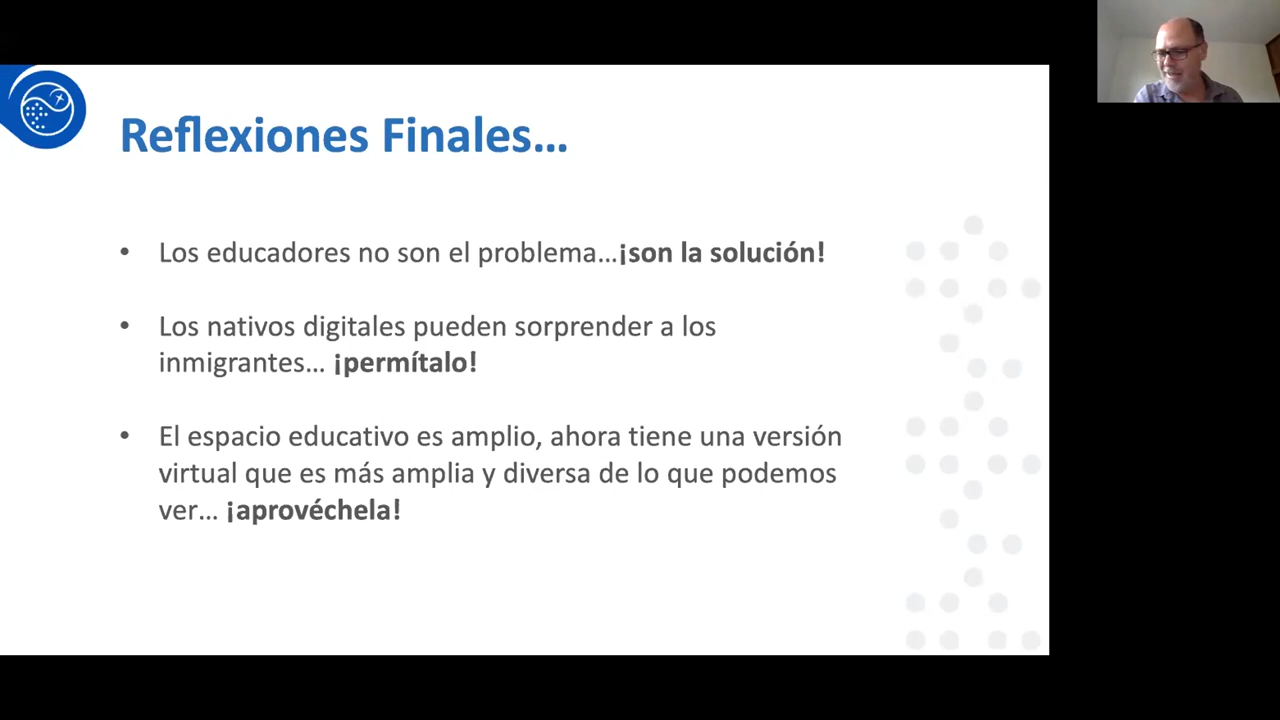 Reflexiones Finales...
• Los educadores no son el problema...¡son la solución!
• Los nativos digitales pueden sorprender a los
inmigrantes... ¡permítalo!
• El espacio educativo es amplio, ahora tiene una versión
virtual que es más amplia y diversa de lo que podemos
ver... ¡aprovéchela!